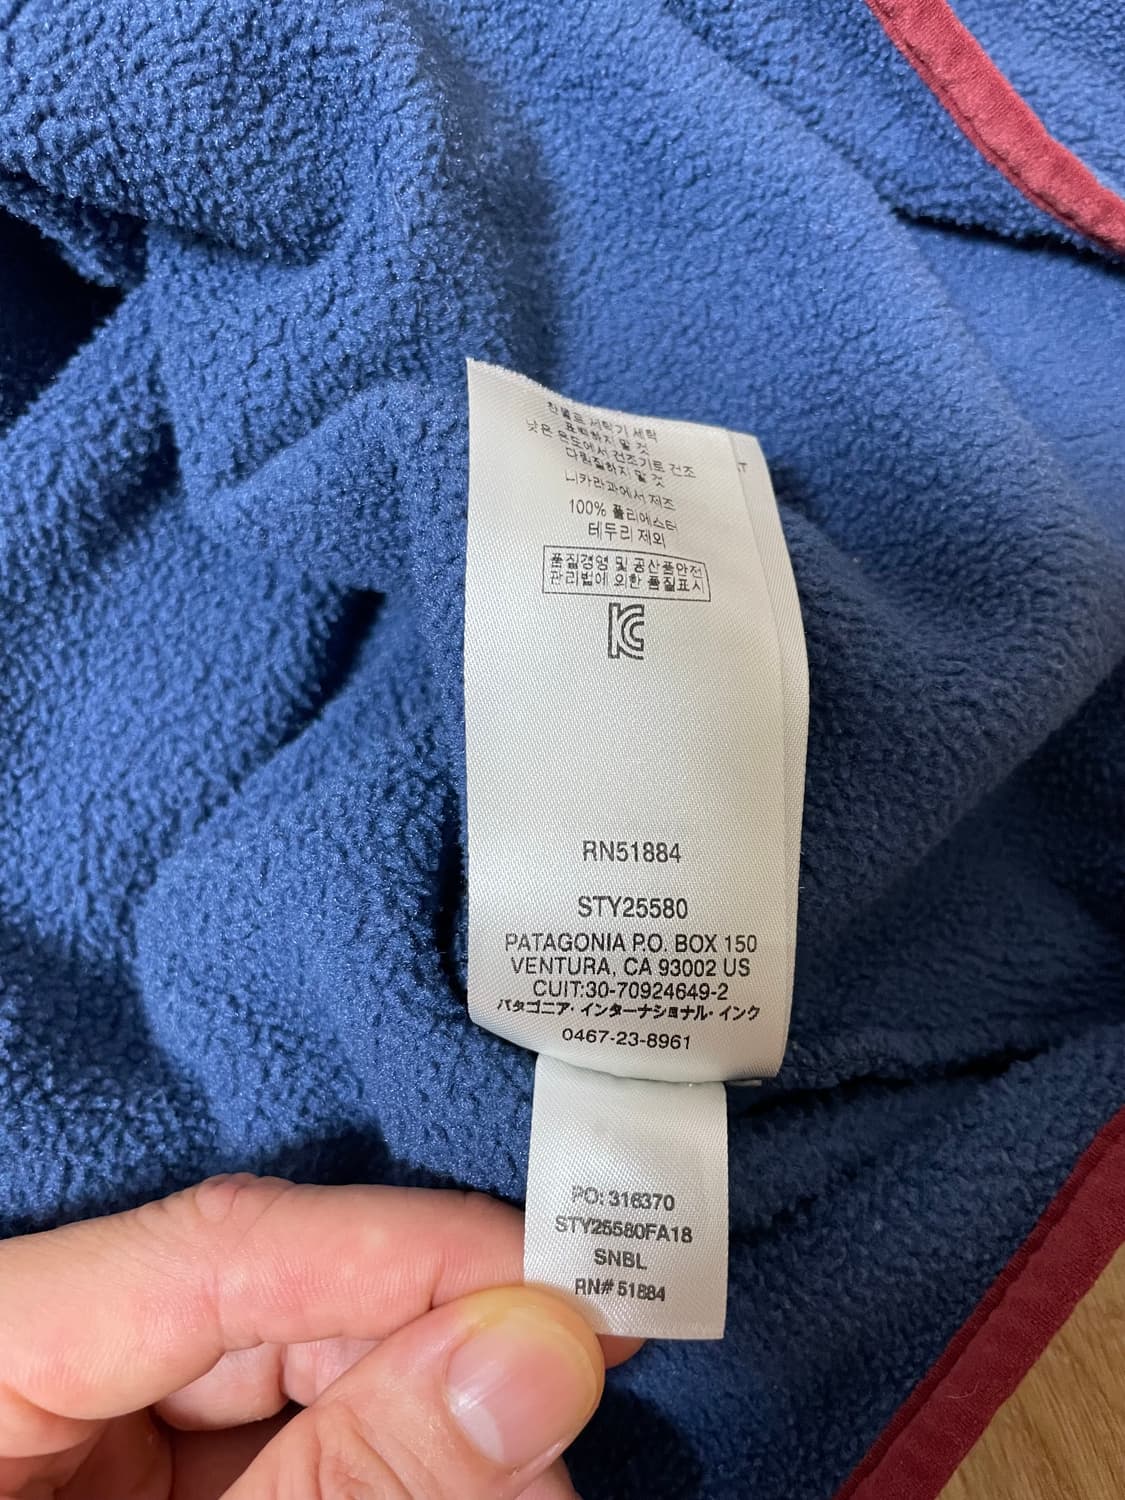 찬물로 세탁기 세탁
표백하지 말 것
낮은 온도에서 건조기로 건조
다림질하지 말 것
니카라과에서 제조
100% 폴리에스터
테두리 제외
품질경영 및 공산품안전
관리법에 의한 품질표시
RN51884
STY25580
PATAGONIA P.O. BOX 150
VENTURA, CA 93002 US
CUIT:30-70924649-2
パタゴニア・インターナショナル・インク
0467-23-8961
PO: 316370
STY25580FA18
SNBL
RN# 51884